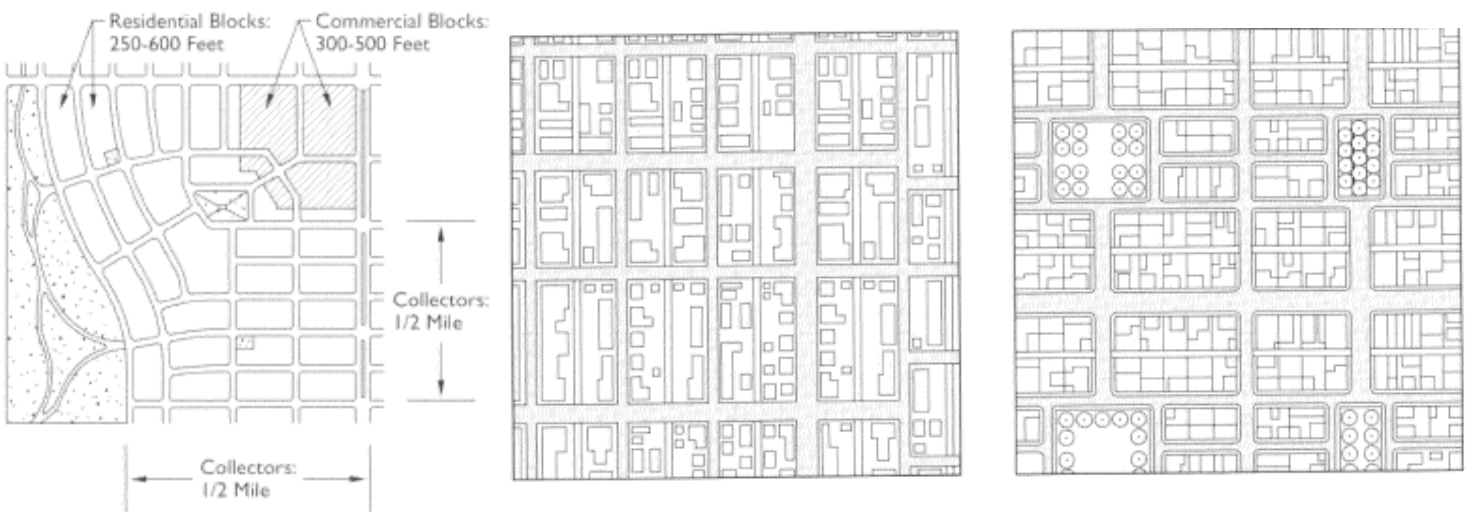 Residential Blocks:
250-600 Feet
Commercial Blocks:
300-500 Feet
Collectors:
1/2 Mile
Collectors:
1/2 Mile